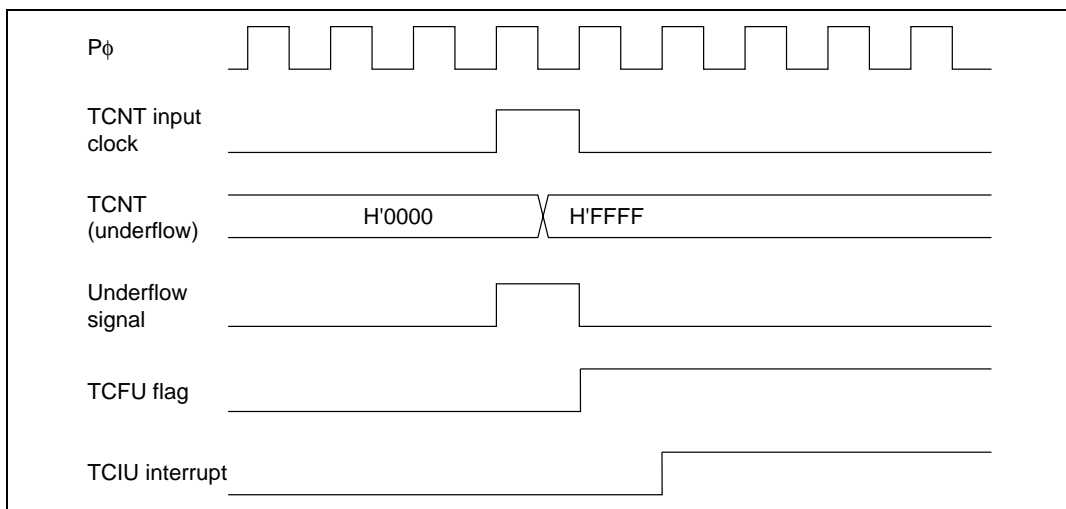 Pϕ
TCNT input
clock
TCNT
(underflow)
H'0000
H'FFFF
Underflow
signal
TCFU flag
TCIU interrupt